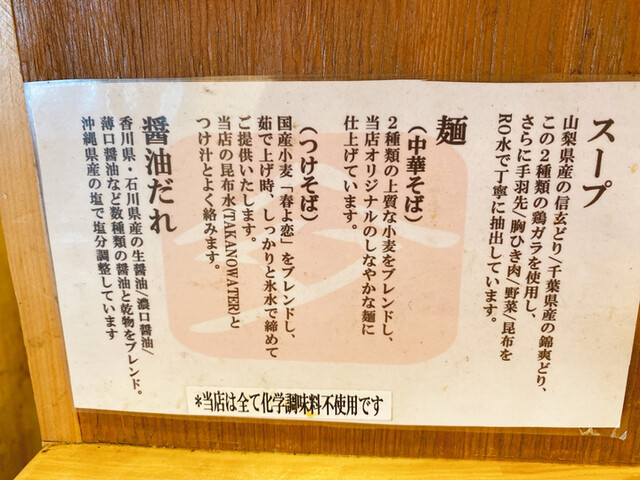 スープ
山梨県産の信玄どり/千葉県産の錦爽どり、
この2種類の鶏ガラを使用し、
さらに手羽先/胸ひき肉/野菜/昆布を
RO水で丁寧に抽出しています。
麺
(中華そば)
2種類の上質な小麦をブレンドし、
当店オリジナルのしなやかな麺に
仕上げています。
(つけそば)
国産小麦「春よ恋」をブレンドし、
茹で上げ時、しっかりと氷水で締めて
ご提供いたします。
当店の昆布水(TAKANOWATER)と
つけ汁とよく絡みます。
醤油だれ
香川県・石川県産の生醤油/濃口醤油/
薄口醤油など数種類の醤油と乾物をブレンド。
沖縄県産の塩で塩分調整しています
*当店は全て化学調味料不使用です